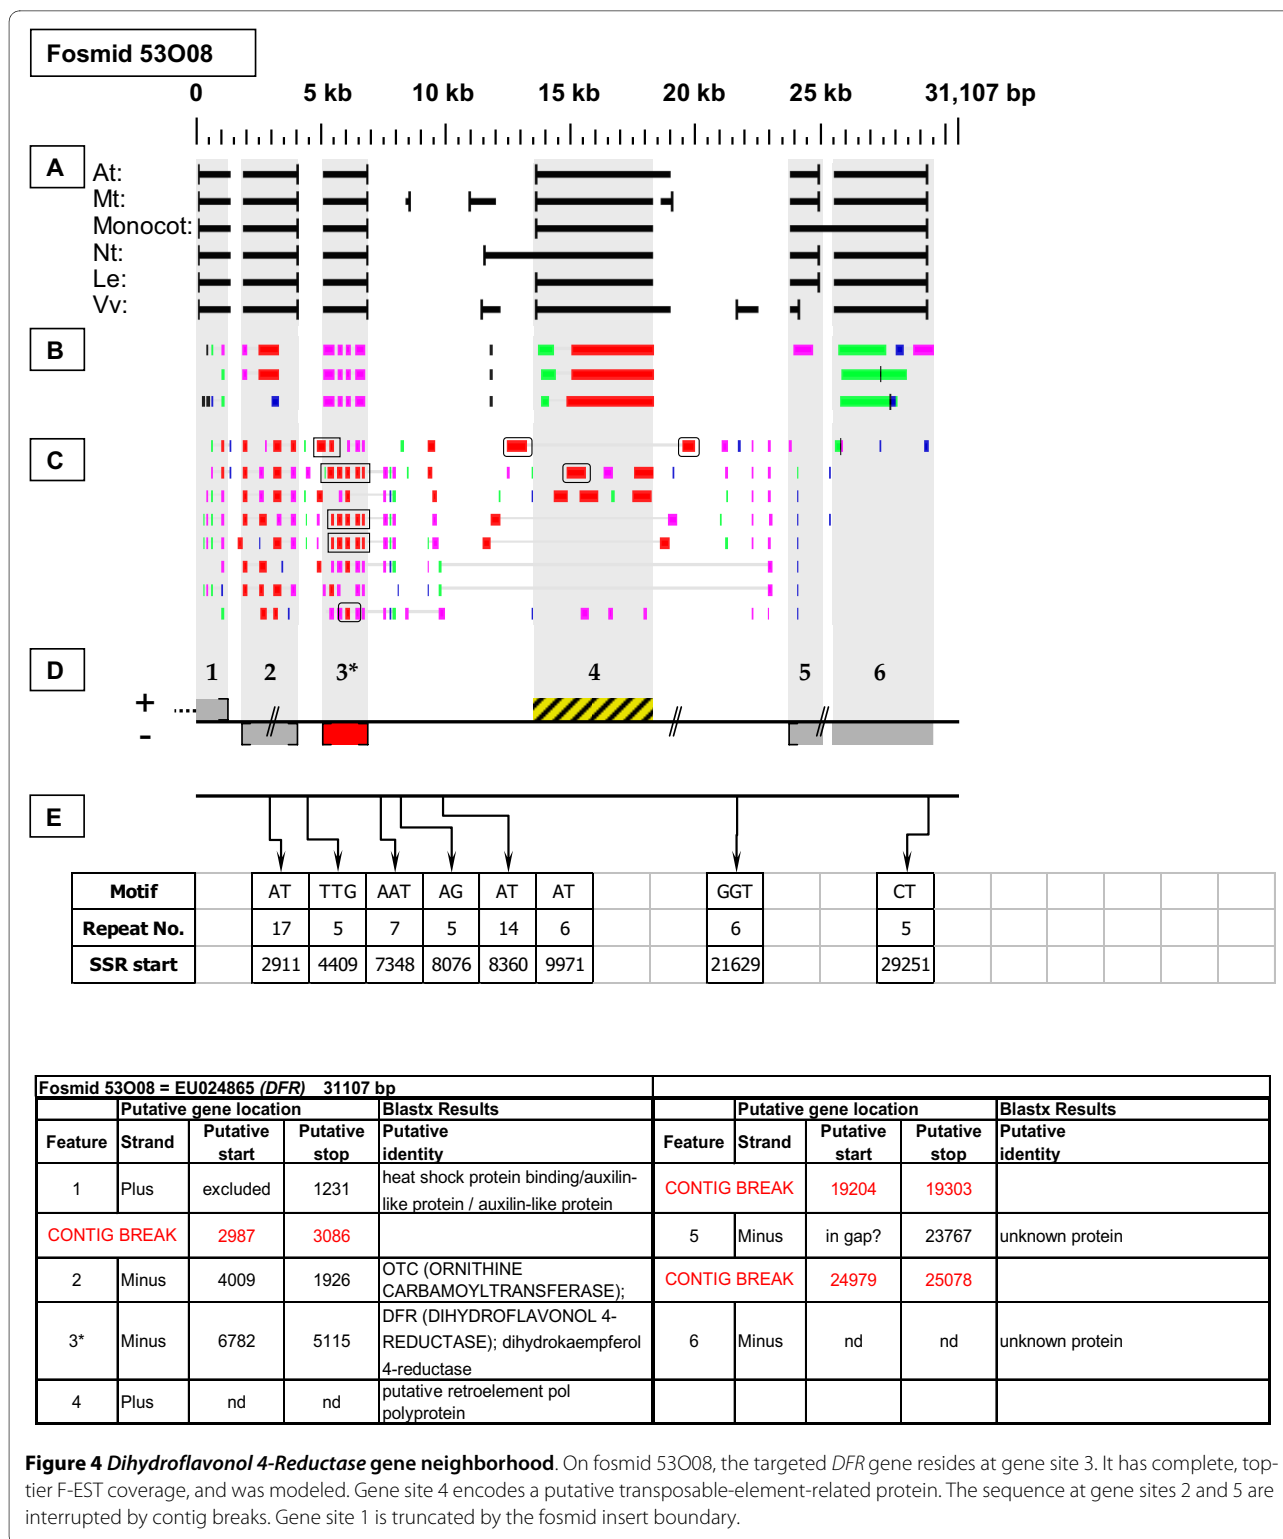 Fosmid 53O08
0 5 kb 10 kb 15 kb 20 kb 25 kb 31,107 bp
A
At:
Mt:
Monocot:
Nt:
Le:
Vv:
B
C
D
1 2 3* 4 5 6
+
-
E
Motif AT TTG AAT AG AT AT GGT CT
Repeat No. 17 5 7 5 14 6 6 5
SSR start 2911 4409 7348 8076 8360 9971 21629 29251
Fosmid 53O08 = EU024865 (DFR) 31107 bp
Putative gene location Blastx Results Putative gene location Blastx Results
Feature Strand Putative start Putative stop Putative identity Feature Strand Putative start Putative stop Putative identity
1 Plus excluded 1231 heat shock protein binding/auxilin-
like protein / auxilin-like protein
CONTIG BREAK 19204 19303
CONTIG BREAK 2987 3086
5 Minus in gap? 23767 unknown protein
2 Minus 4009 1926 OTC (ORNITHINE
CARBAMOYLTRANSFERASE);
CONTIG BREAK 24979 25078
3* Minus 6782 5115 DFR (DIHYDROFLAVONOL 4-
REDUCTASE); dihydrokaempferol
4-reductase
6 Minus nd nd unknown protein
4 Plus nd nd putative retroelement pol
polyprotein
Figure 4 Dihydroflavonol 4-Reductase gene neighborhood. On fosmid 53O08, the targeted DFR gene resides at gene site 3. It has complete, top-
tier F-EST coverage, and was modeled. Gene site 4 encodes a putative transposable-element-related protein. The sequence at gene sites 2 and 5 are
interrupted by contig breaks. Gene site 1 is truncated by the fosmid insert boundary.